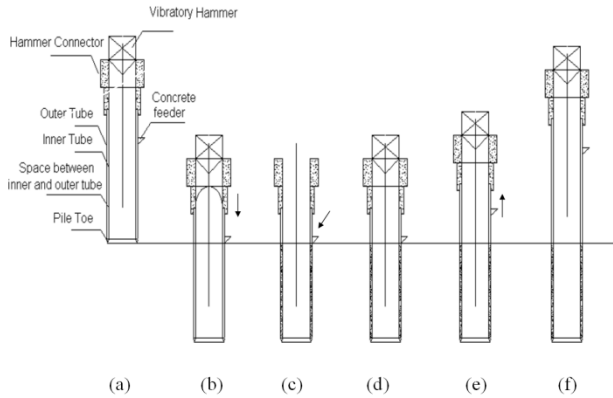 Vibratory Hammer
Hammer Connector
Concrete
feeder
Outer Tube
Inner Tube
Space between
inner and outer tube
Pile Toe
(a) (b) (c) (d) (e) (f)